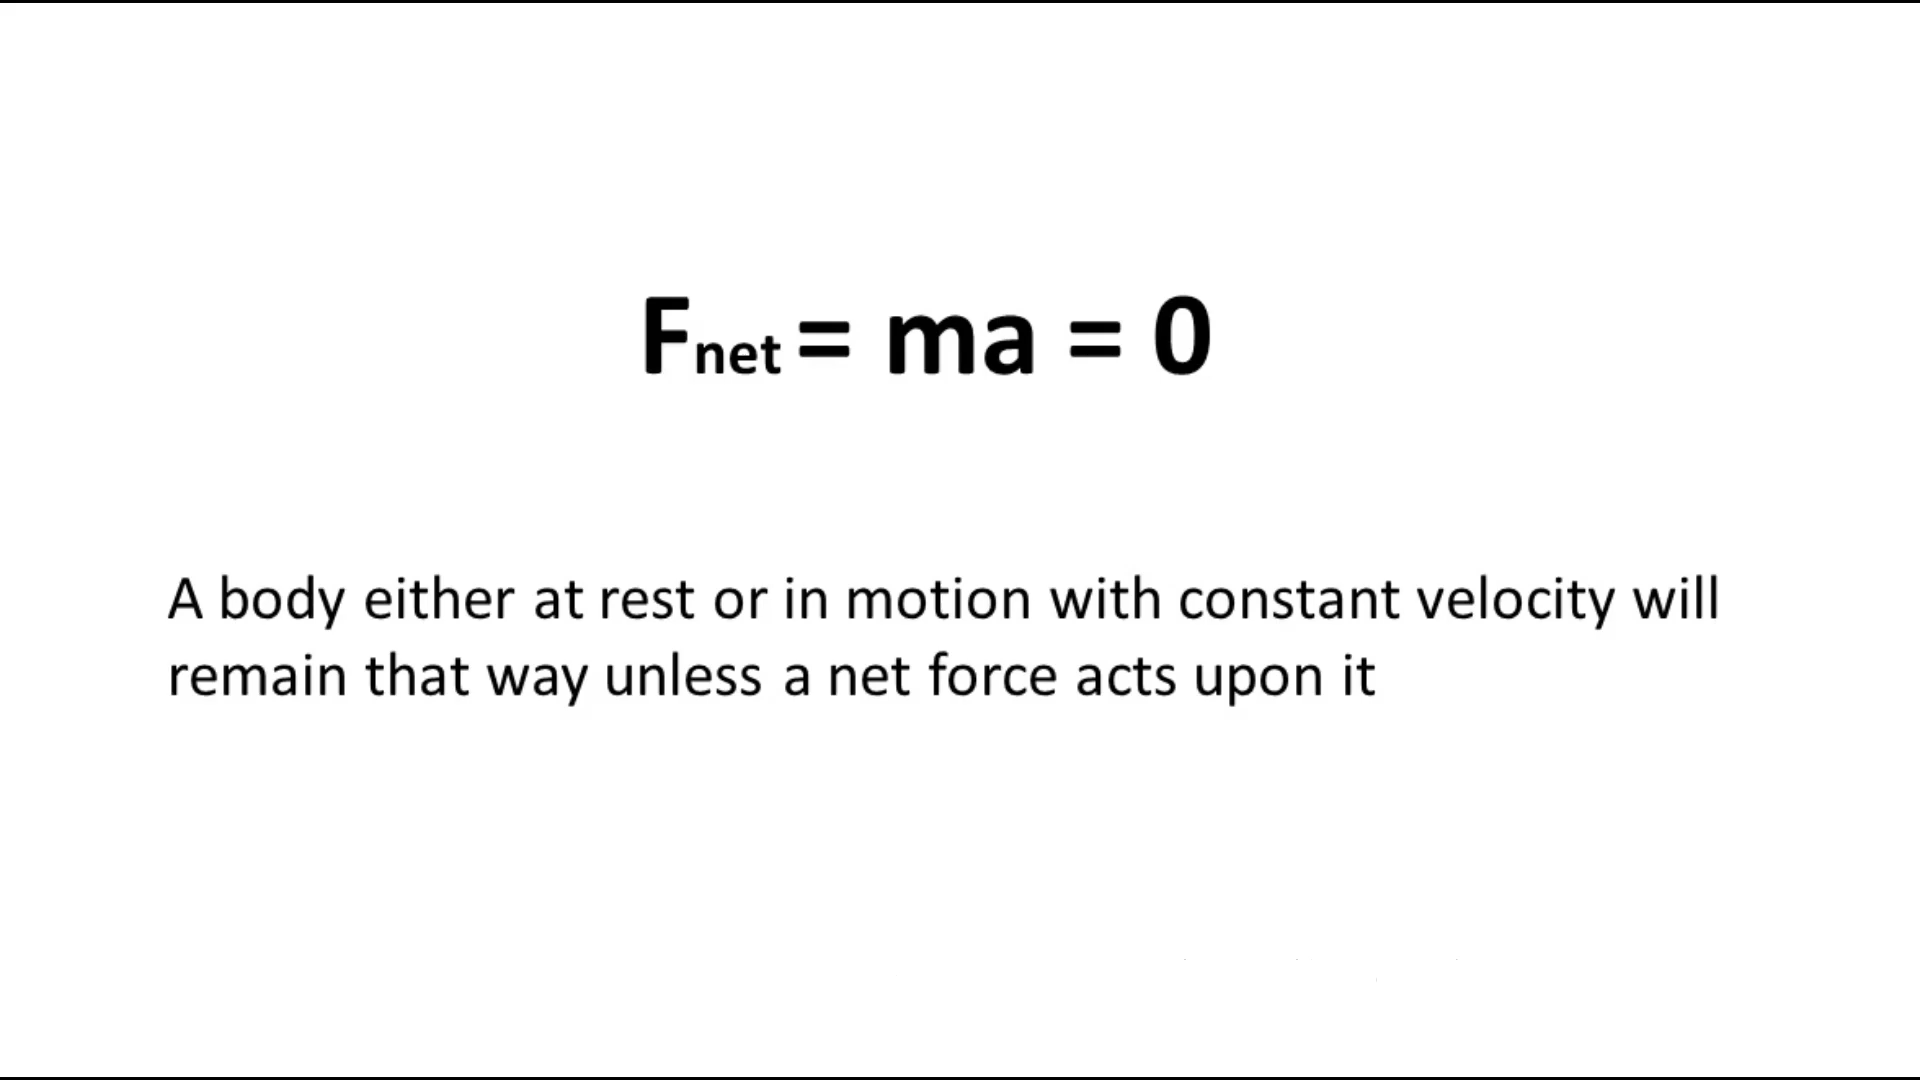 Fnet = ma = 0
A body either at rest or in motion with constant velocity will
remain that way unless a net force acts upon it